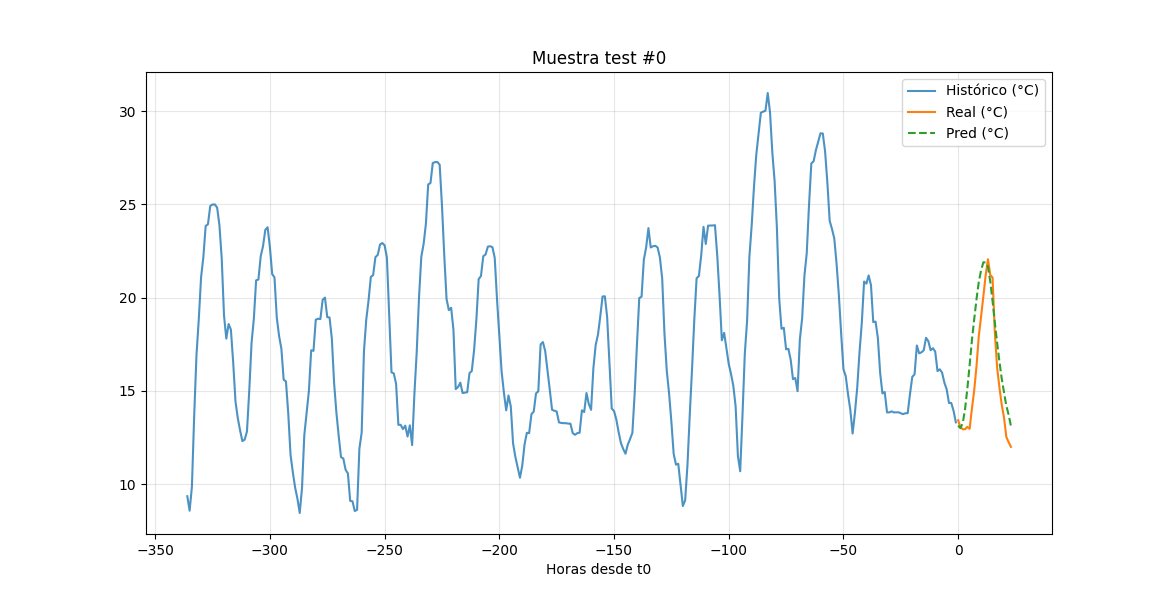 Muestra test #0
Histórico (°C)
Real (°C)
Pred (°C)
30
25
20
15
10
−350
−300
−250
−200
−150
−100
−50
0
Horas desde t0